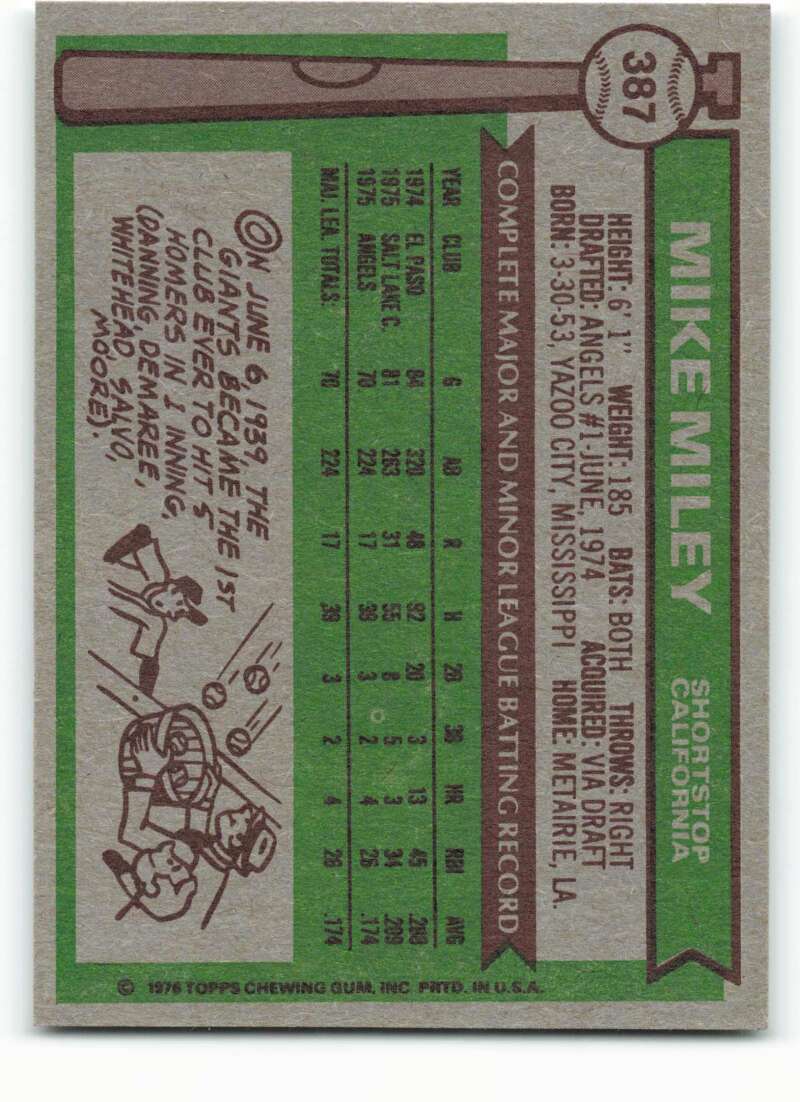 387
MIKE MILEY
SHORTSTOP
CALIFORNIA
HEIGHT: 6' 1" WEIGHT: 185 BATS: BOTH THROWS: RIGHT
DRAFTED: ANGELS #1-JUNE, 1974 ACQUIRED: VIA DRAFT
BORN: 3-30-53, YAZOO CITY, MISSISSIPPI HOME: METAIRIE, LA.
COMPLETE MAJOR AND MINOR LEAGUE BATTING RECORD
YEAR CLUB G AB R H 2B 3B HR RBI AVG
1974 EL PASO 84 320 48 92 20 3 13 45 .288
1975 SALT LAKE C. 81 263 31 55 8 5 3 34 .209
1975 ANGELS 70 224 17 39 3 2 4 26 .174
MAJ. LEA. TOTALS: 70 224 17 39 3 2 4 26 .174
ON JUNE 6, 1939, THE
GIANTS BECAME THE 1ST
CLUB EVER TO HIT 5
HOMERS IN 1 INNING,
(DANNING, DEMAREE,
WHITEHEAD, SALVO,
MOORE).
© 1976 TOPPS CHEWING GUM, INC PRTD. IN U.S.A.